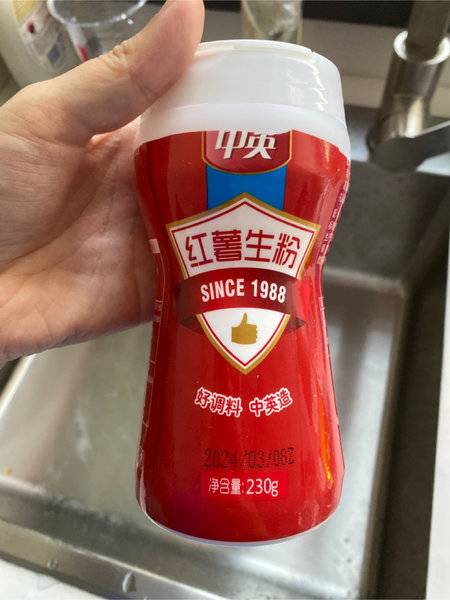 中英
红薯生粉
SINCE 1988
好调料 中英造
2024/03/08Z
净含量:230g